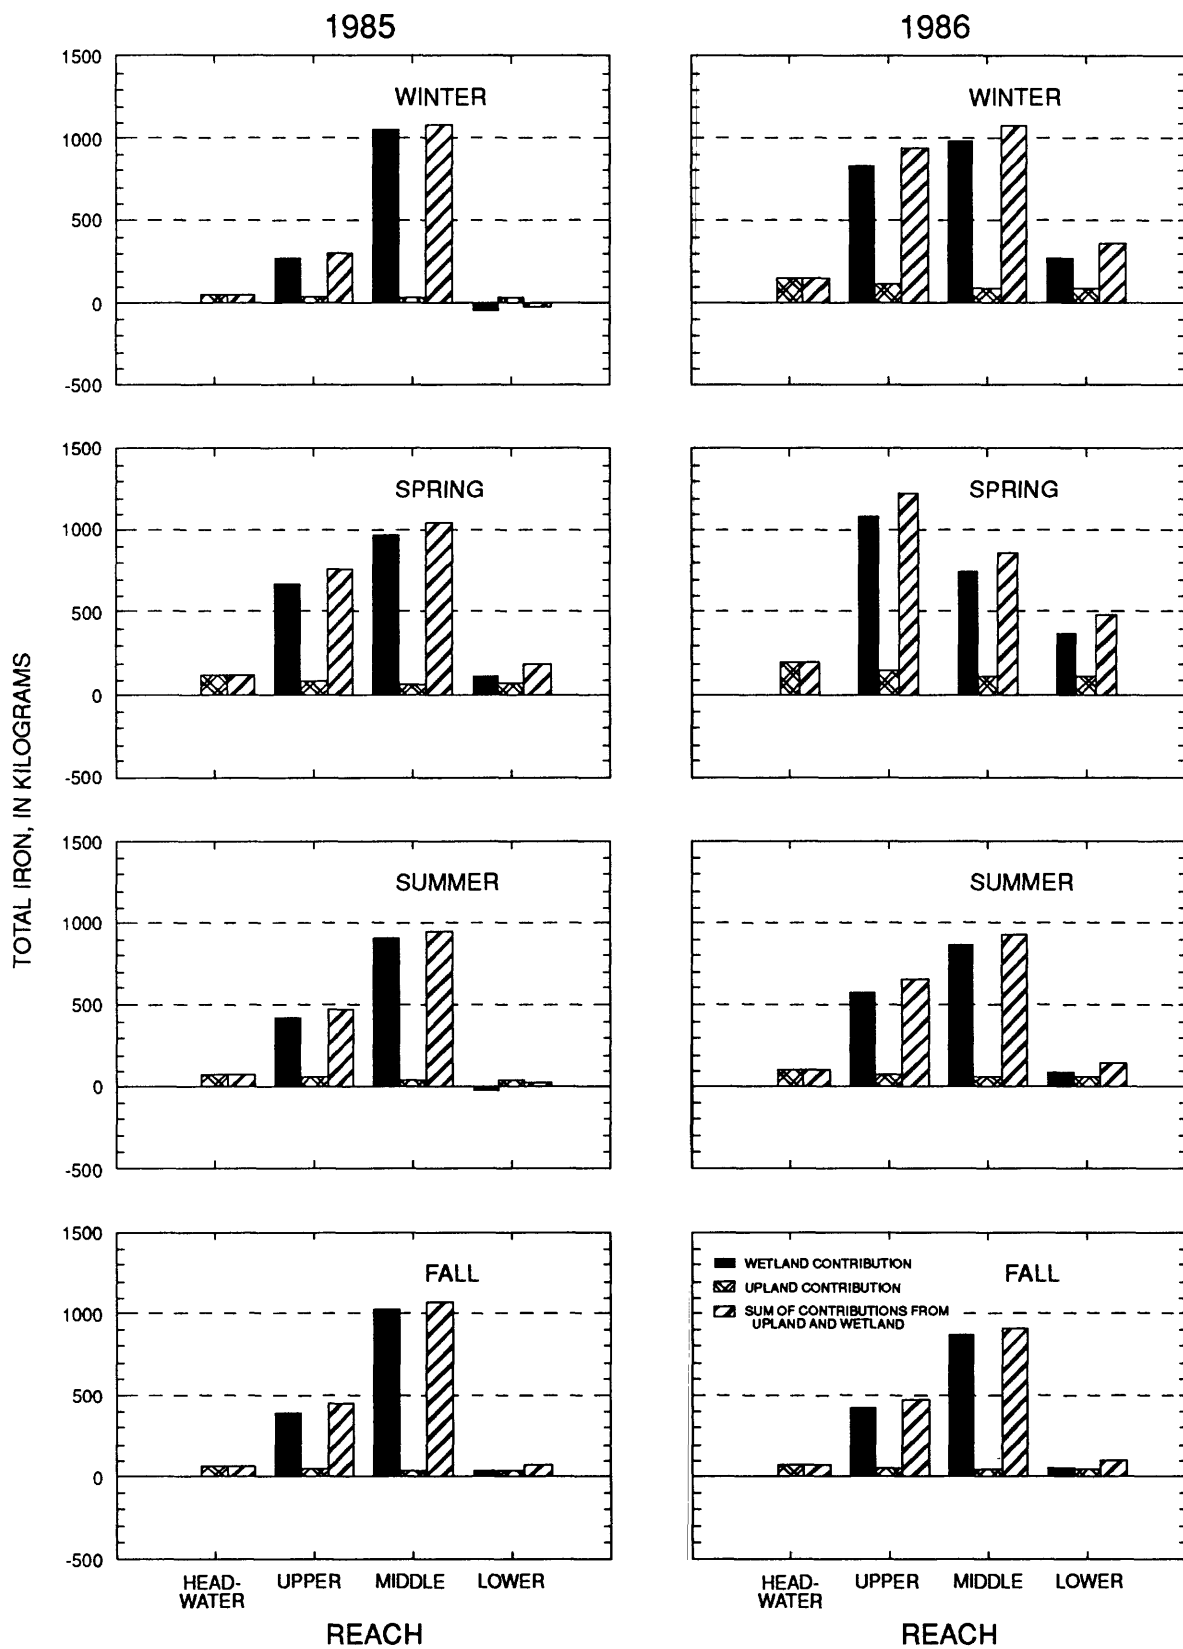 1985
1986
1500
1000
500
0
-500
WINTER
WINTER
1500
1000
500
0
-500
SPRING
SPRING
TOTAL IRON, IN KILOGRAMS
1500
1000
500
0
-500
SUMMER
SUMMER
1500
1000
500
0
-500
FALL
WETLAND CONTRIBUTION
UPLAND CONTRIBUTION
SUM OF CONTRIBUTIONS FROM
UPLAND AND WETLAND
FALL
HEAD-
WATER
UPPER
MIDDLE
LOWER
HEAD-
WATER
UPPER
MIDDLE
LOWER
REACH
REACH